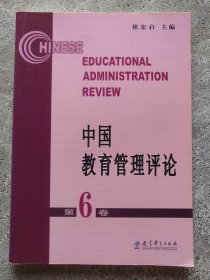 褚宏启 主编
CHINESE
EDUCATIONAL
ADMINISTRATION
REVIEW
中国
教育管理评论
第6卷
教育科学出版社